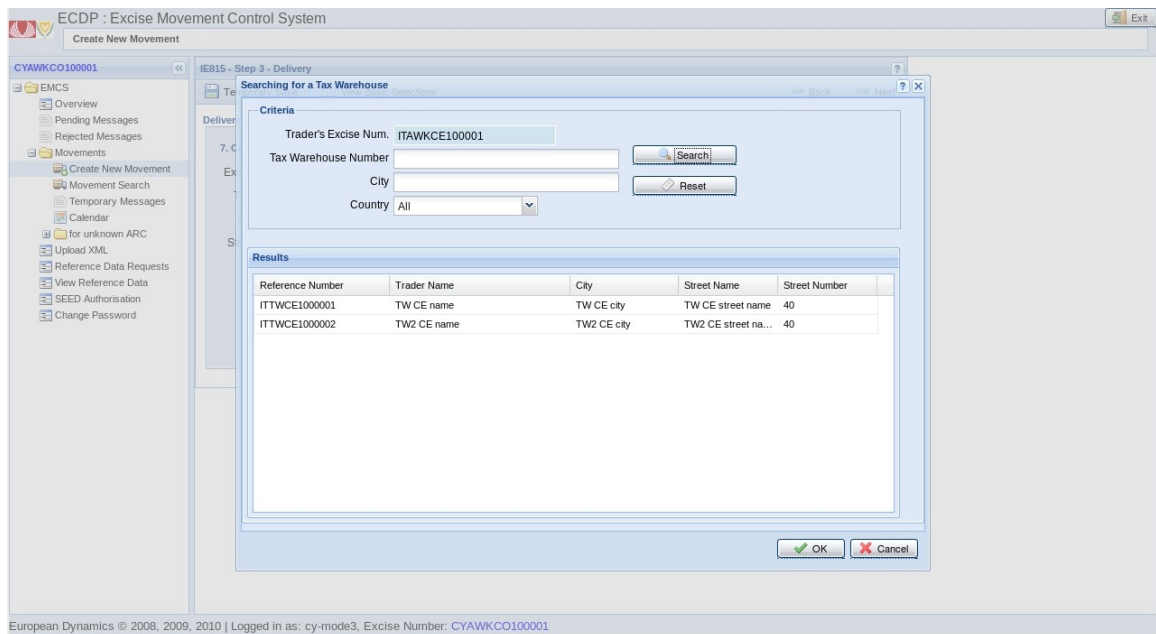 ECDP : Excise Movement Control System
Exit
Create New Movement
CYAWKCO100001
EMCS
Overview
Pending Messages
Rejected Messages
Movements
Create New Movement
Movement Search
Temporary Messages
Calendar
for unknown ARC
Upload XML
Reference Data Requests
View Reference Data
SEED Authorisation
Change Password
IE815 - Step 3 - Delivery
Searching for a Tax Warehouse
Back
Next
Deliver
7. C
Ex
Criteria
Trader's Excise Num. ITAWKCE100001
Tax Warehouse Number
Search
City
Reset
Country All
Results
Reference Number Trader Name City Street Name Street Number
ITTWCE1000001 TW CE name TW CE city TW CE street name 40
ITTWCE1000002 TW2 CE name TW2 CE city TW2 CE street na... 40
OK Cancel
European Dynamics © 2008, 2009, 2010 | Logged in as: cy-mode3, Excise Number: CYAWKCO100001